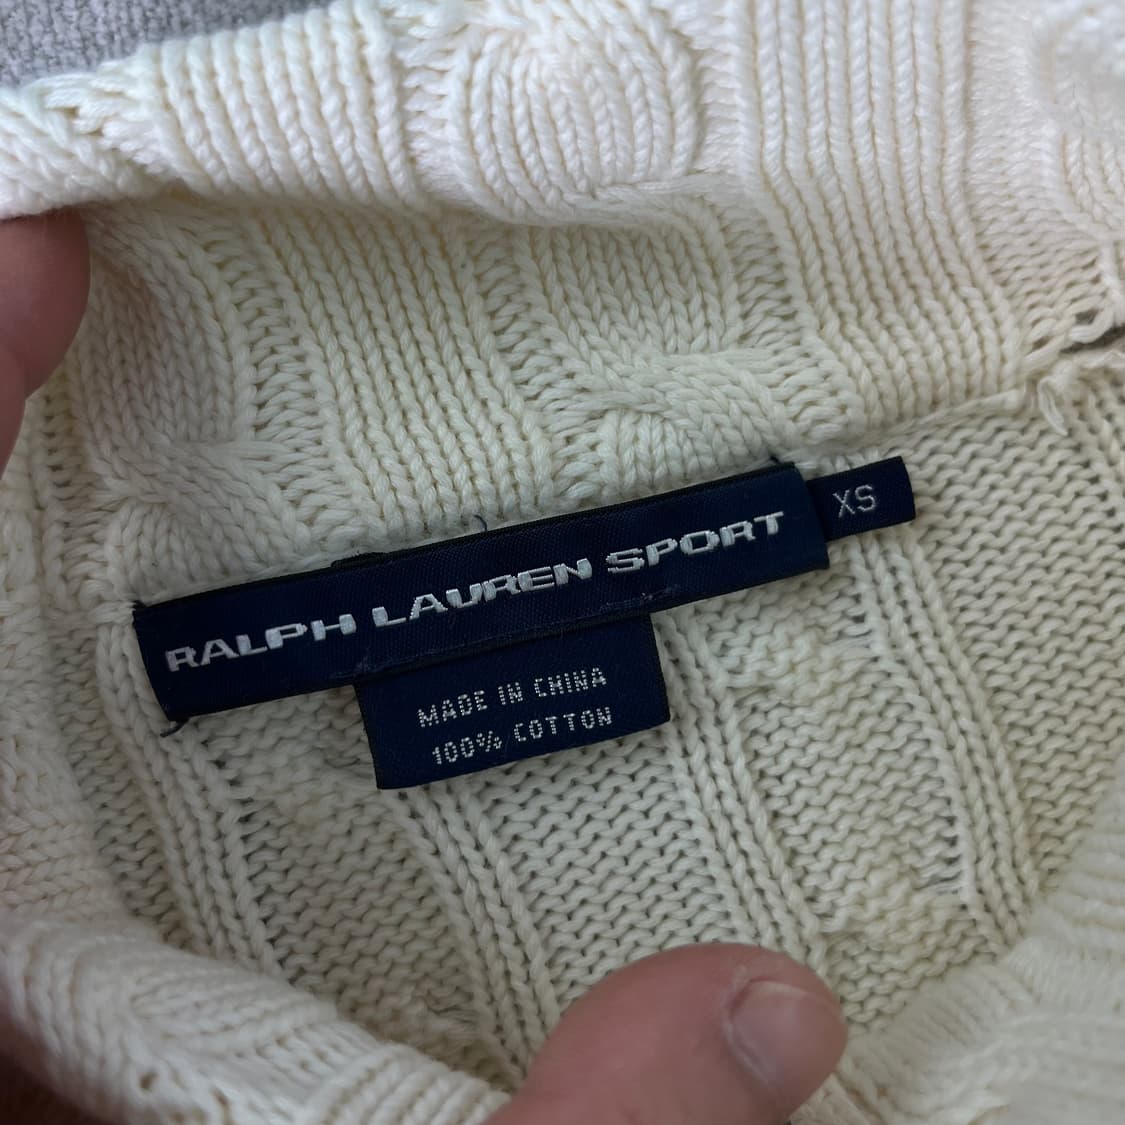 RALPH LAUREN SPORT
XS
MADE IN CHINA
100% COTTON